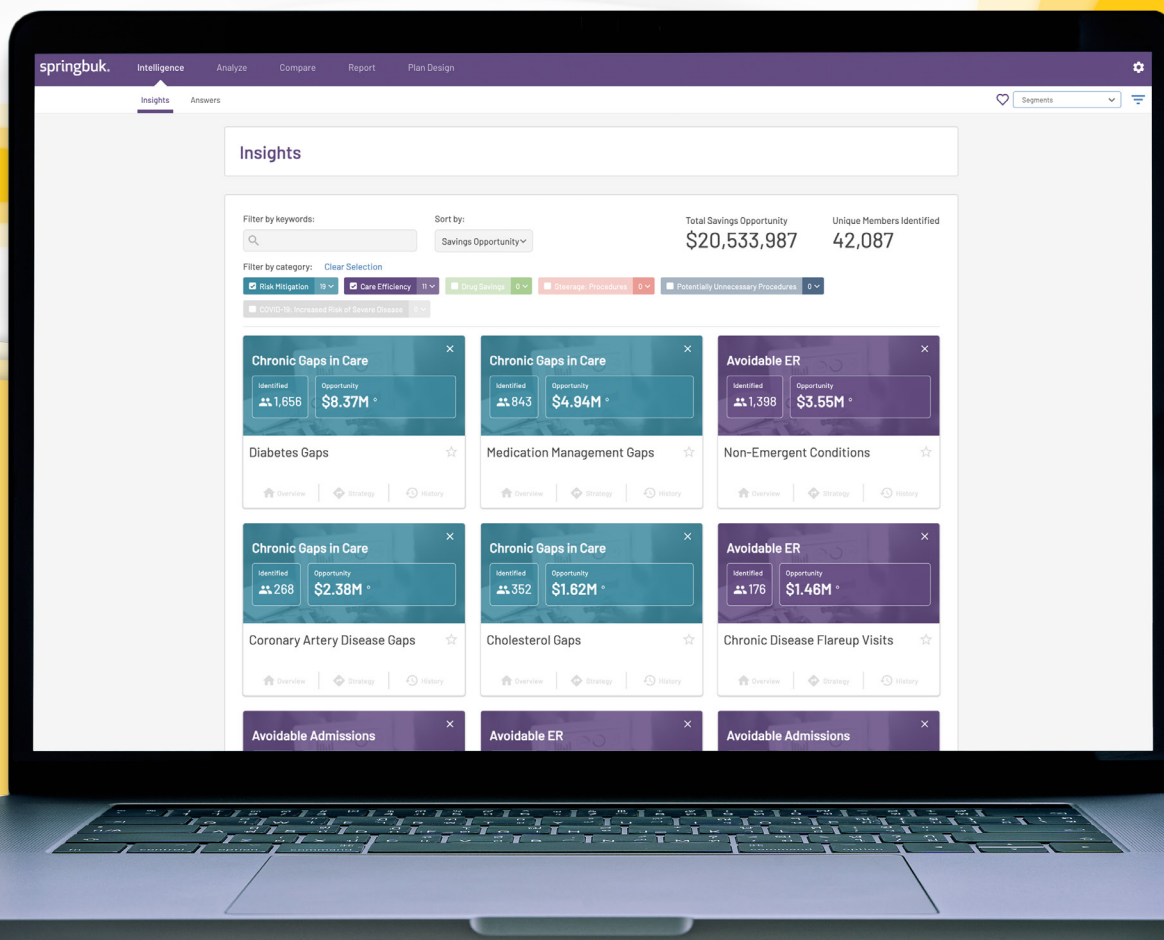 springbuk. Intelligence Analyze Compare Report Plan Design
Insights Answers Segments
Insights
Filter by keywords: Sort by: Total Savings Opportunity Unique Members Identified
Savings Opportunity $20,533,987 42,087
Filter by category: Clear Selection
Risk Mitigation 19 Care Efficiency 11 Drug Savings 0 Steerage: Procedures 0 Potentially Unnecessary Procedures 0
COVID-19: Increased Risk of Severe Disease 0
Chronic Gaps in Care
Identified Opportunity
1,656 $8.37M °
Diabetes Gaps
Overview Strategy History
Chronic Gaps in Care
Identified Opportunity
843 $4.94M °
Medication Management Gaps
Overview Strategy History
Avoidable ER
Identified Opportunity
1,398 $3.55M °
Non-Emergent Conditions
Overview Strategy History
Chronic Gaps in Care
Identified Opportunity
268 $2.38M °
Coronary Artery Disease Gaps
Overview Strategy History
Chronic Gaps in Care
Identified Opportunity
352 $1.62M °
Cholesterol Gaps
Overview Strategy History
Avoidable ER
Identified Opportunity
176 $1.46M °
Chronic Disease Flareup Visits
Overview Strategy History
Avoidable Admissions
Avoidable ER
Avoidable Admissions
command
command option